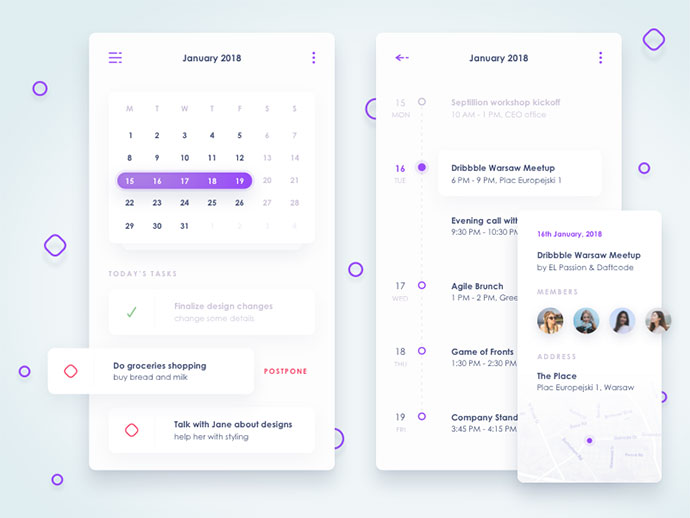 January 2018
M T W T F S S
1 2 3 4 5 6 7
8 9 10 11 12 13 14
15 16 17 18 19 20 21
22 23 24 25 26 27 28
29 30 31 1 2 3 4
TODAY'S TASKS
Finalize design changes
change some details
Do groceries shopping
buy bread and milk
POSTPONE
Talk with Jane about designs
help her with styling
January 2018
15
MON
Septillion workshop kickoff
10 AM - 1 PM, CEO office
16
TUE
Dribbble Warsaw Meetup
6 PM - 9 PM, Plac Europejski 1
Evening call with
9:30 PM - 10:30
17
WED
Agile Brunch
1 PM - 2 PM, Gree
18
THU
Game of Fronts
1:30 PM - 2:30 PM
19
FRI
Company Stand
3:45 PM - 4:15 PM
16th January, 2018
Dribbble Warsaw Meetup
by EL Passion & Daftcode
MEMBERS
ADDRESS
The Place
Plac Europejski 1, Warsaw